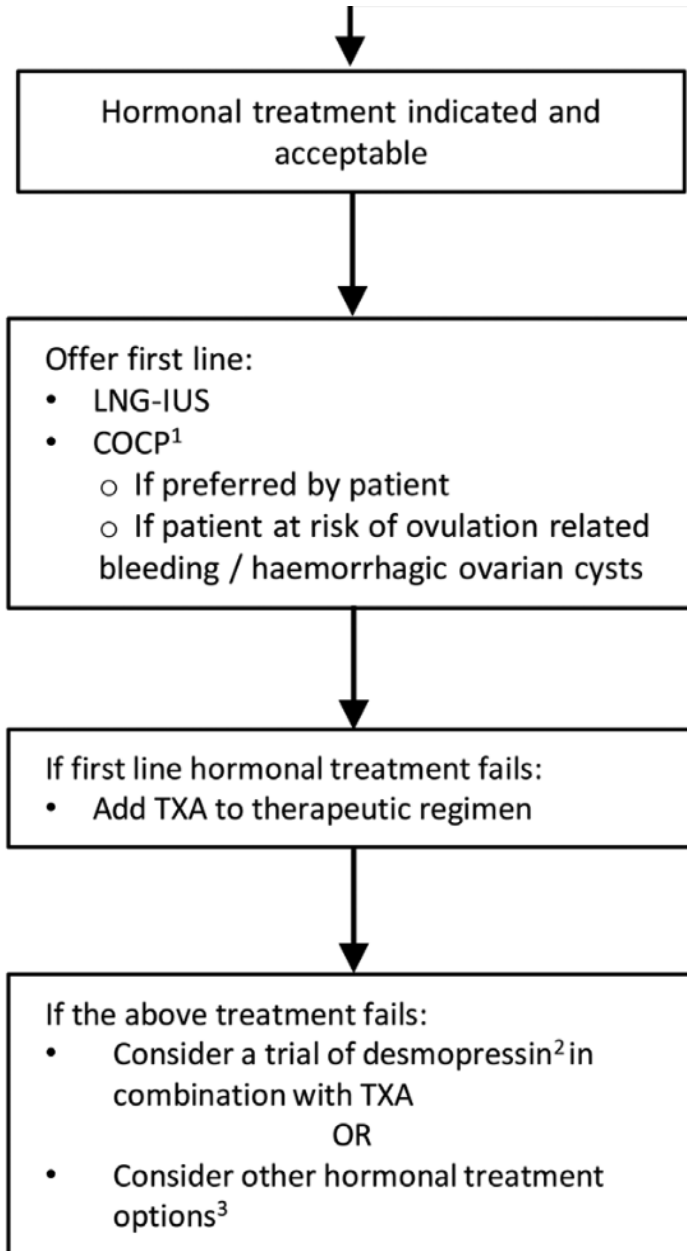 Hormonal treatment indicated and
acceptable
Offer first line:
• LNG-IUS
• COCP¹
o If preferred by patient
o If patient at risk of ovulation related
bleeding / haemorrhagic ovarian cysts
If first line hormonal treatment fails:
• Add TXA to therapeutic regimen
If the above treatment fails:
• Consider a trial of desmopressin² in
combination with TXA
OR
• Consider other hormonal treatment
options³